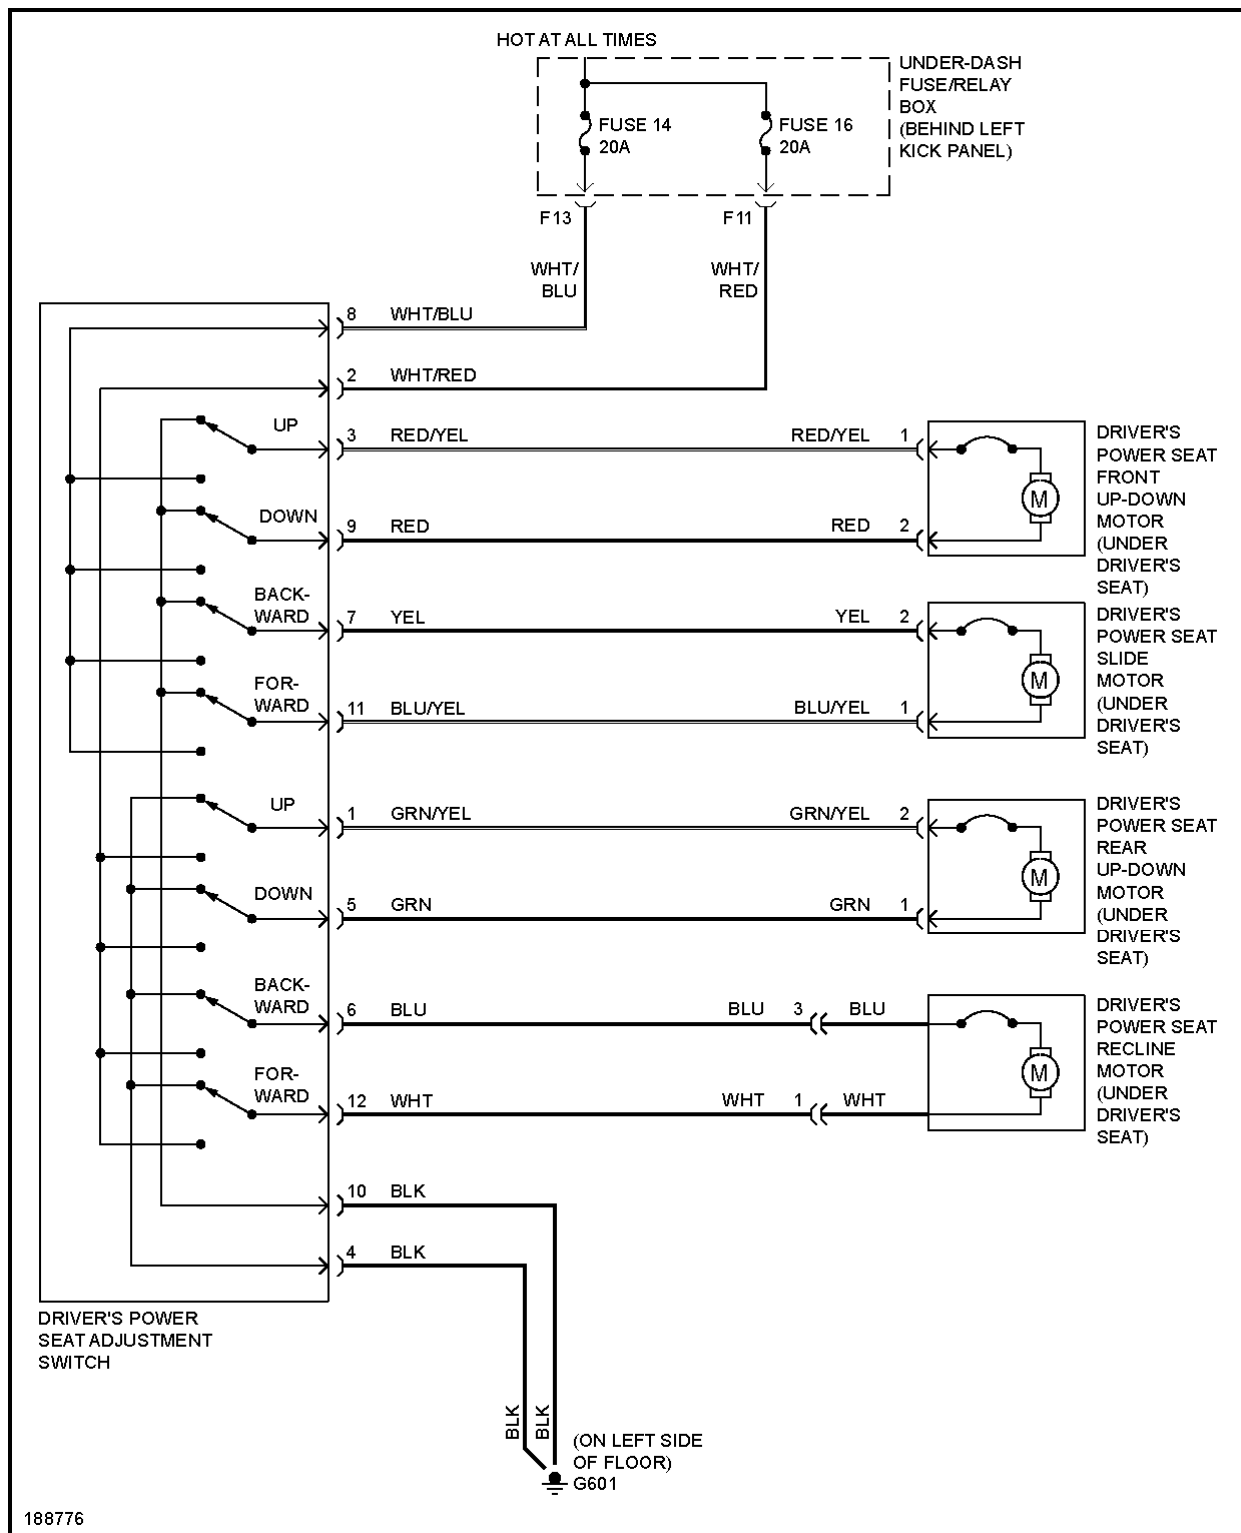 HOT AT ALL TIMES
UNDER-DASH
FUSE/RELAY
BOX
(BEHIND LEFT
KICK PANEL)
FUSE 14
20A
FUSE 16
20A
F13
F11
WHT/
BLU
WHT/
RED
8 WHT/BLU
2 WHT/RED
UP
3 RED/YEL
RED/YEL 1
DRIVER'S
POWER SEAT
FRONT
UP-DOWN
MOTOR
(UNDER
DRIVER'S
SEAT)
M
DOWN
9 RED
RED 2
BACK-
WARD
7 YEL
YEL 2
DRIVER'S
POWER SEAT
SLIDE
MOTOR
(UNDER
DRIVER'S
SEAT)
M
FOR-
WARD
11 BLU/YEL
BLU/YEL 1
UP
1 GRN/YEL
GRN/YEL 2
DRIVER'S
POWER SEAT
REAR
UP-DOWN
MOTOR
(UNDER
DRIVER'S
SEAT)
M
DOWN
5 GRN
GRN 1
BACK-
WARD
6 BLU
BLU 3 BLU
DRIVER'S
POWER SEAT
RECLINE
MOTOR
(UNDER
DRIVER'S
SEAT)
M
FOR-
WARD
12 WHT
WHT 1 WHT
10 BLK
4 BLK
DRIVER'S POWER
SEAT ADJUSTMENT
SWITCH
BLK
BLK
(ON LEFT SIDE
OF FLOOR)
G601
188776